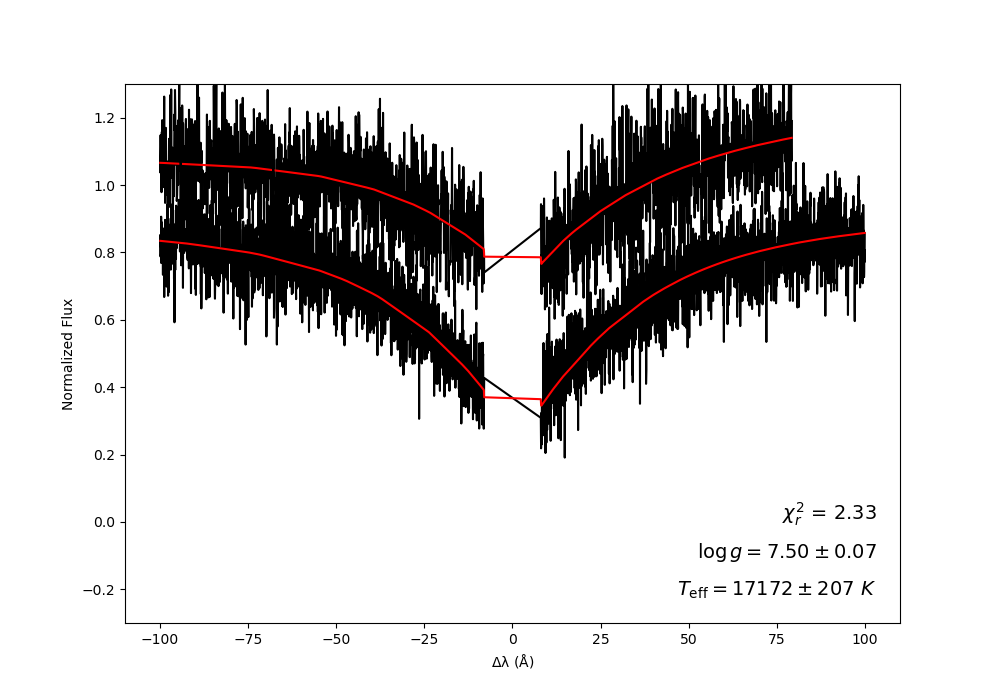 1.2
1.0
0.8
0.6
0.4
0.2
0.0
−0.2
Normalized Flux
χ²ᵣ = 2.33
log g = 7.50 ± 0.07
T_eff = 17172 ± 207 K
−100 −75 −50 −25 0 25 50 75 100
Δλ (Å)